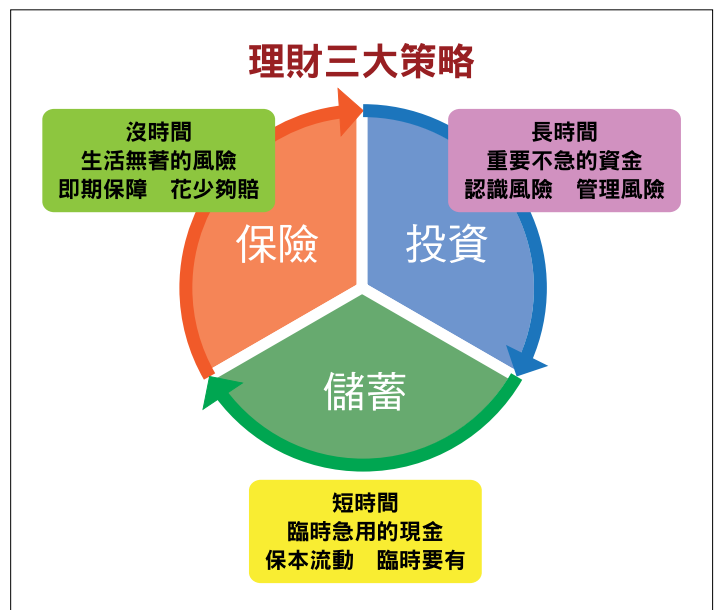 理財三大策略
沒時間
生活無著的風險
即期保障　花少夠賠
長時間
重要不急的資金
認識風險　管理風險
保險
投資
儲蓄
短時間
臨時急用的現金
保本流動　臨時要有